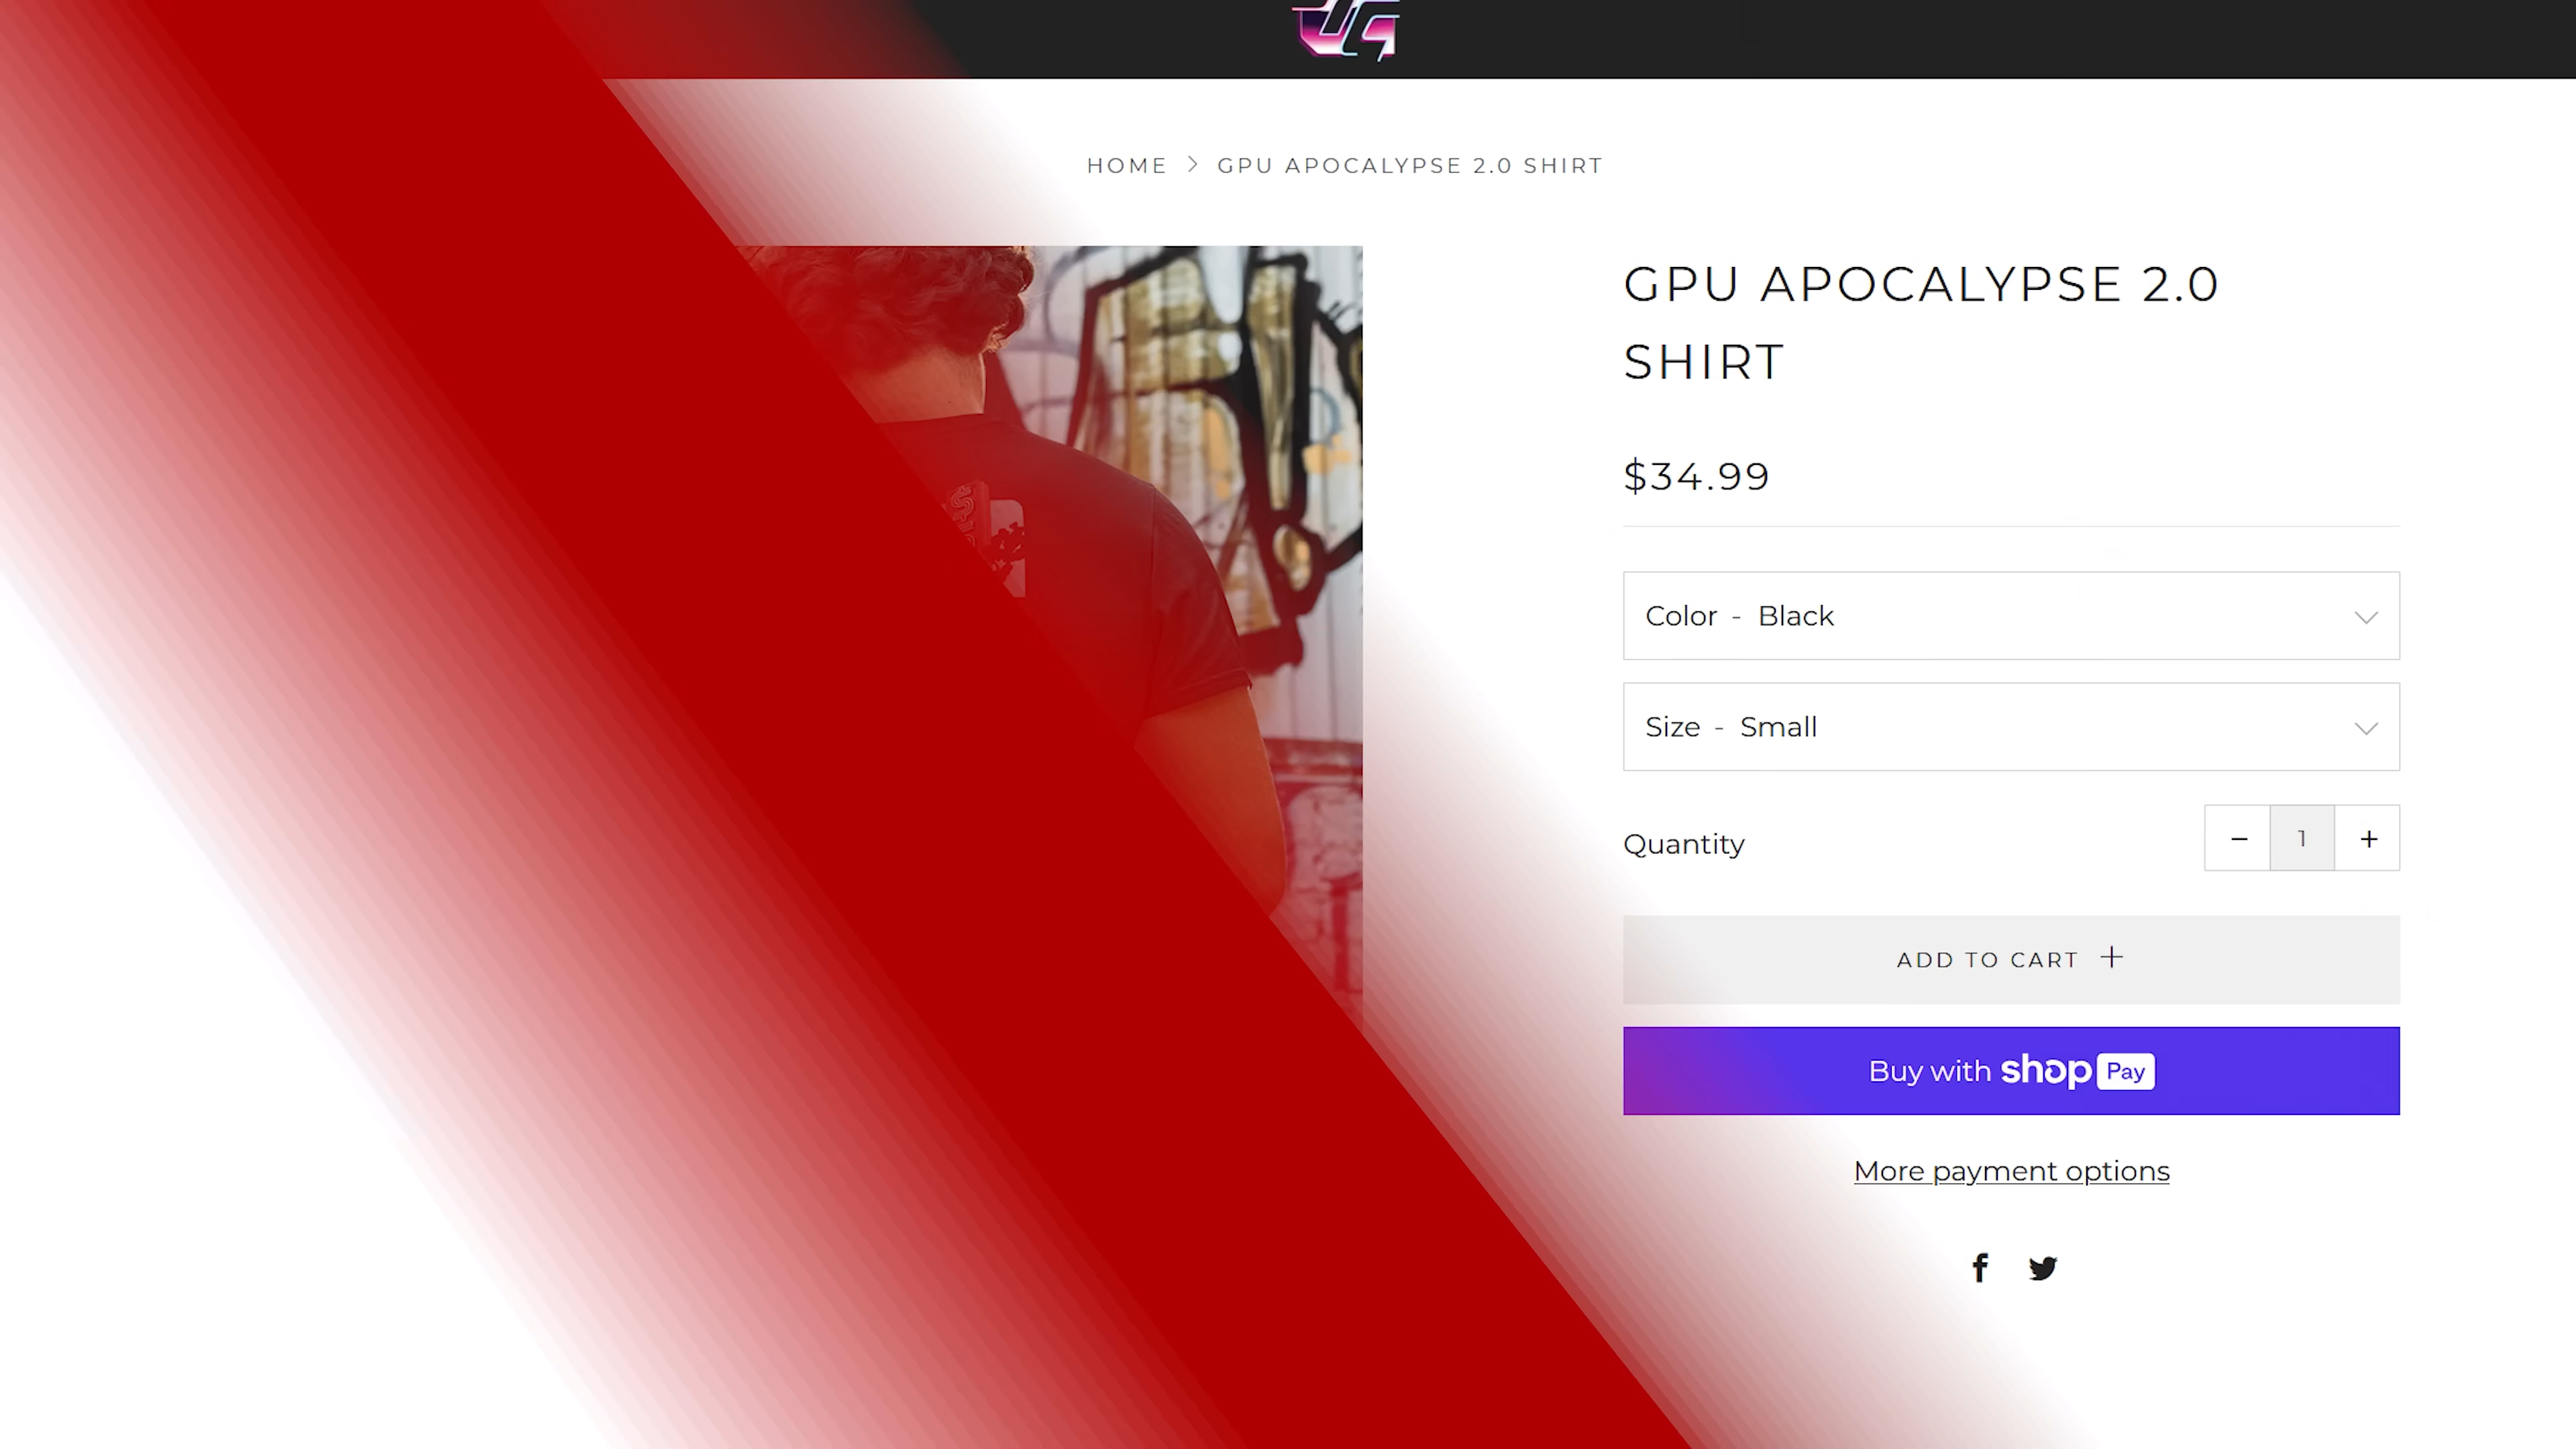 HOME > GPU APOCALYPSE 2.0 SHIRT
GPU APOCALYPSE 2.0
SHIRT
$34.99
Color - Black
Size - Small
Quantity
− 1 +
ADD TO CART +
Buy with shop Pay
More payment options